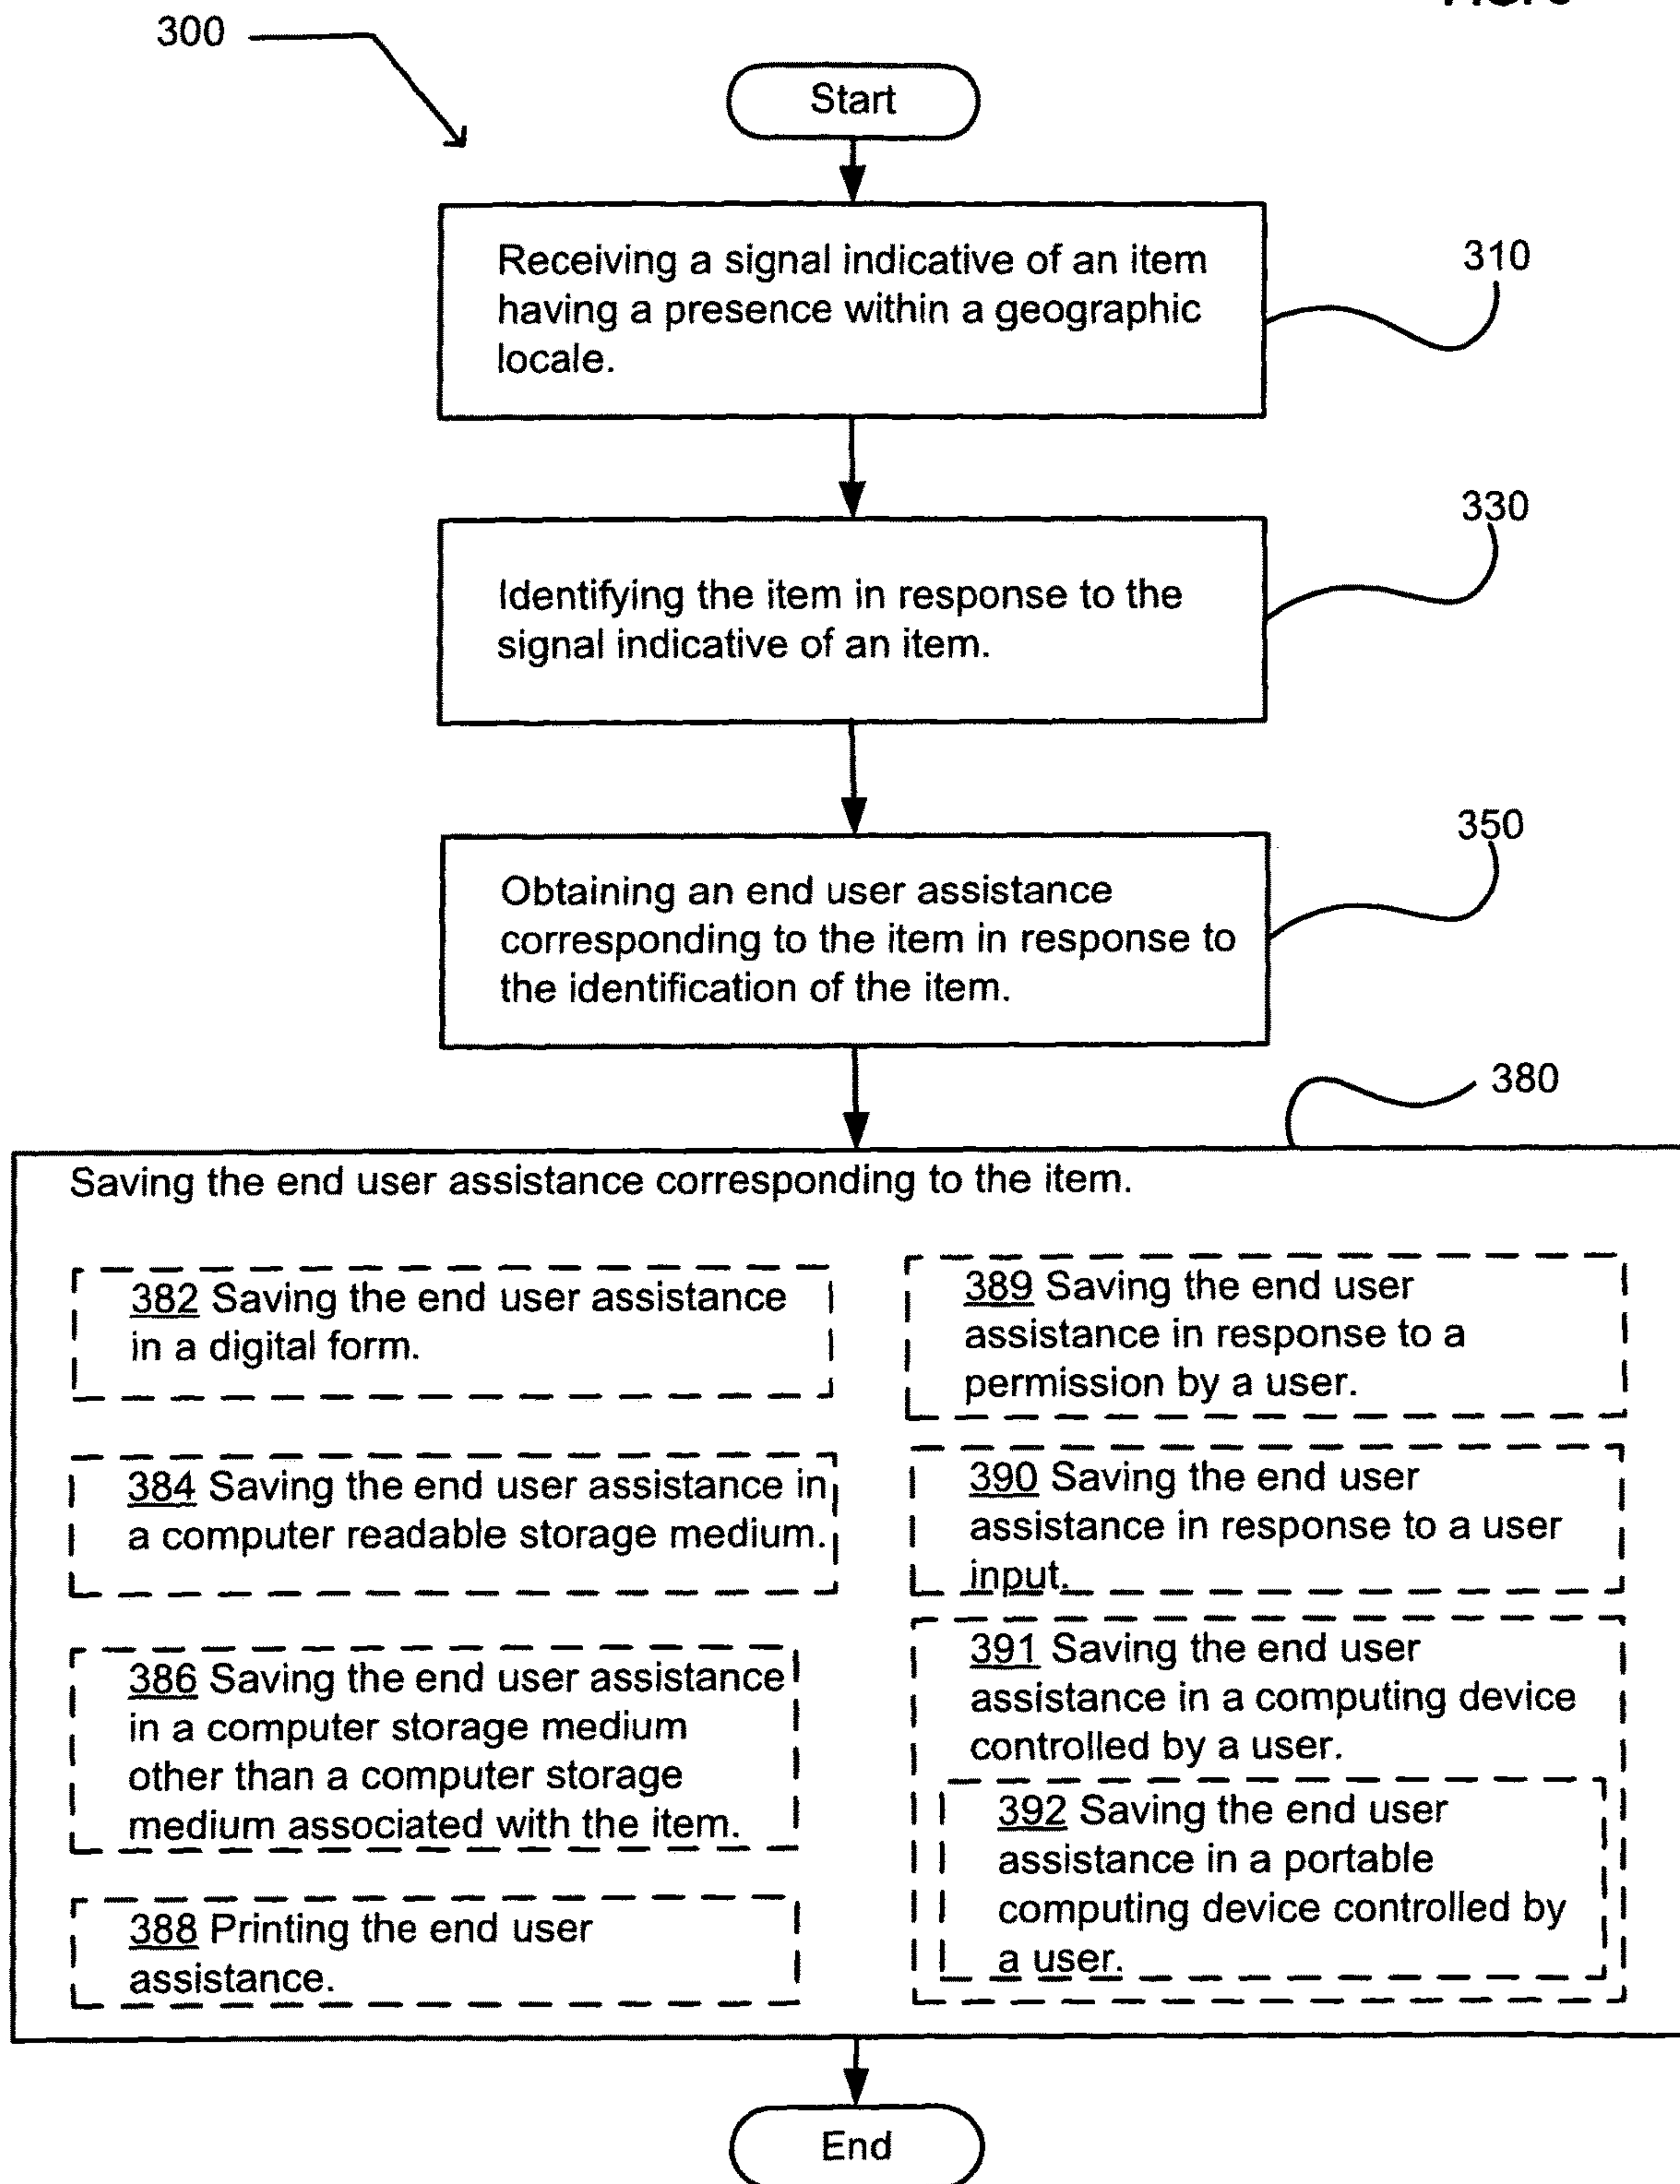 300
Start
Receiving a signal indicative of an item
having a presence within a geographic
locale.
310
Identifying the item in response to the
signal indicative of an item.
330
Obtaining an end user assistance
corresponding to the item in response to
the identification of the item.
350
380
Saving the end user assistance corresponding to the item.
382 Saving the end user assistance
in a digital form.
384 Saving the end user assistance in
a computer readable storage medium.
386 Saving the end user assistance
in a computer storage medium
other than a computer storage
medium associated with the item.
388 Printing the end user
assistance.
389 Saving the end user
assistance in response to a
permission by a user.
390 Saving the end user
assistance in response to a user
input.
391 Saving the end user
assistance in a computing device
controlled by a user.
392 Saving the end user
assistance in a portable
computing device controlled by
a user.
End